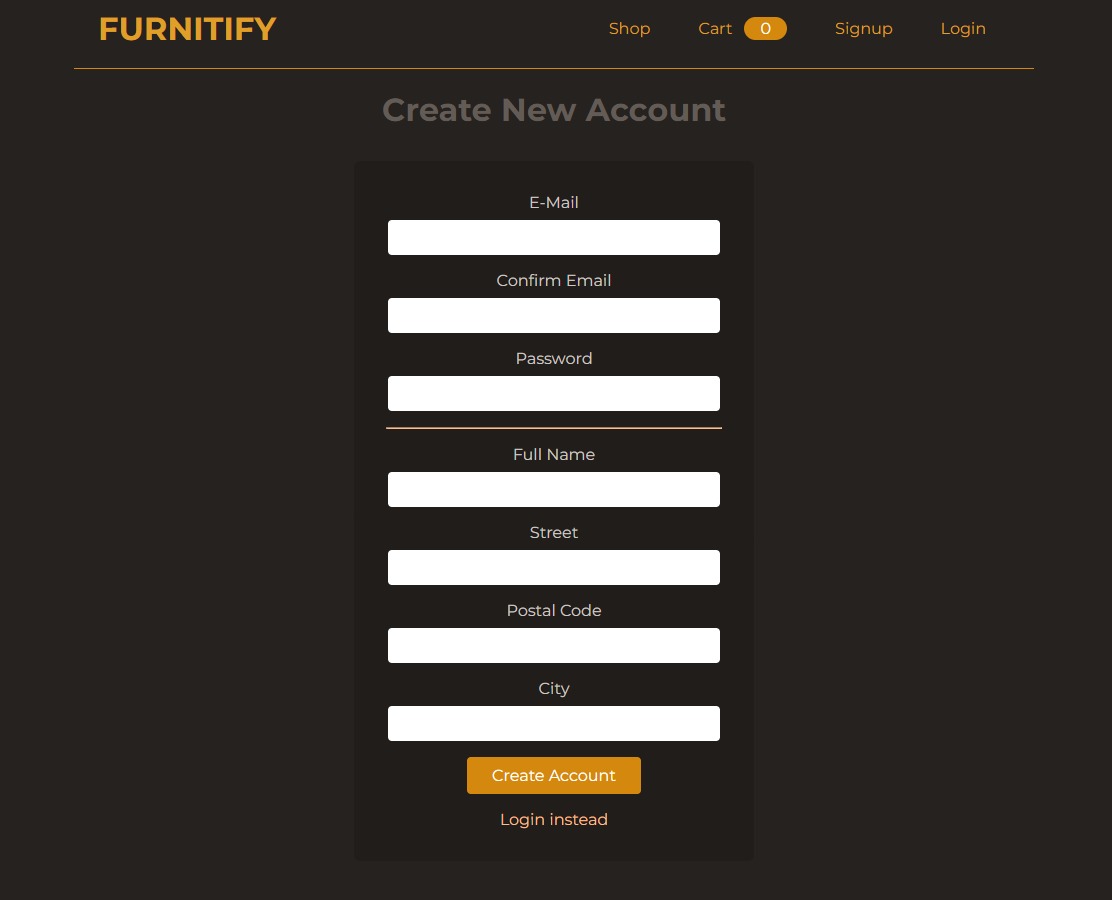 FURNITIFY
Shop Cart 0 Signup Login
Create New Account
E-Mail
Confirm Email
Password
Full Name
Street
Postal Code
City
Create Account
Login instead